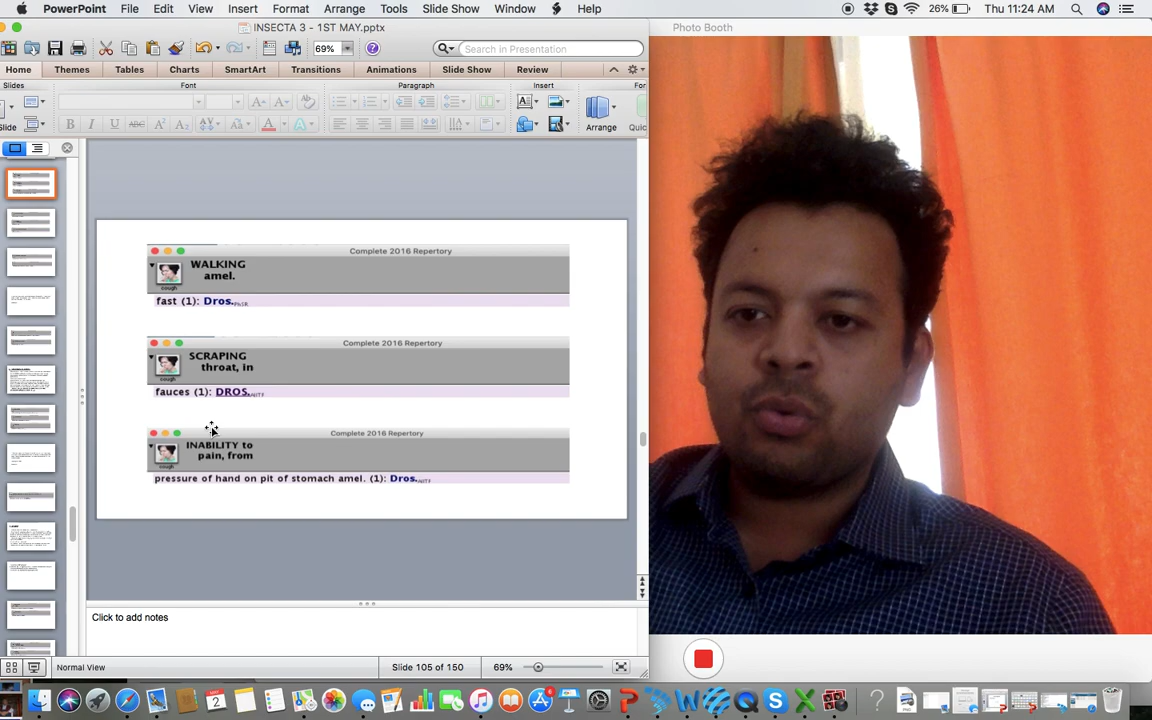 PowerPoint File Edit View Insert Format Arrange Tools Slide Show Window Help 26% Thu 11:24 AM
INSECTA 3 - 1ST MAY.pptx
Photo Booth
69% Search in Presentation
Home Themes Tables Charts SmartArt Transitions Animations Slide Show Review
Slides Font Paragraph Insert
Arrange
Complete 2016 Repertory
WALKING
amel.
cough
fast (1): Dros.
Complete 2016 Repertory
SCRAPING
throat, in
cough
fauces (1): DROS.
Complete 2016 Repertory
INABILITY to
pain, from
cough
pressure of hand on pit of stomach amel. (1): Dros.
Click to add notes
Normal View Slide 105 of 150 69%